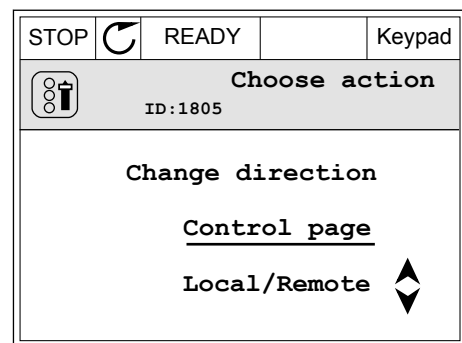 STOP READY Keypad
Choose action
ID:1805
Change direction
Control page
Local/Remote